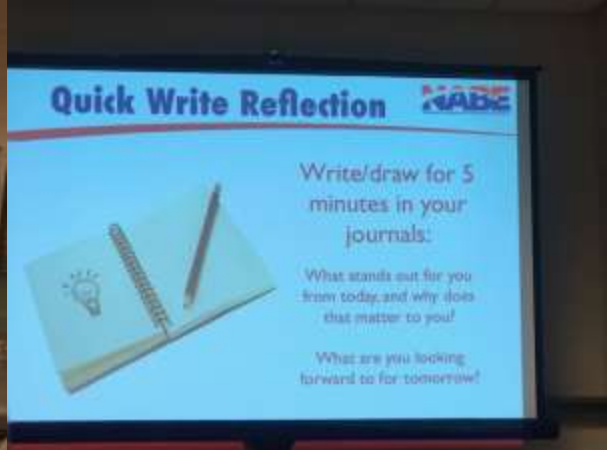 Quick Write Reflection
NABE
Write/draw for 5
minutes in your
journals:
What stands out for you
from today, and why does
that matter to you?
What are you looking
forward to for tomorrow?